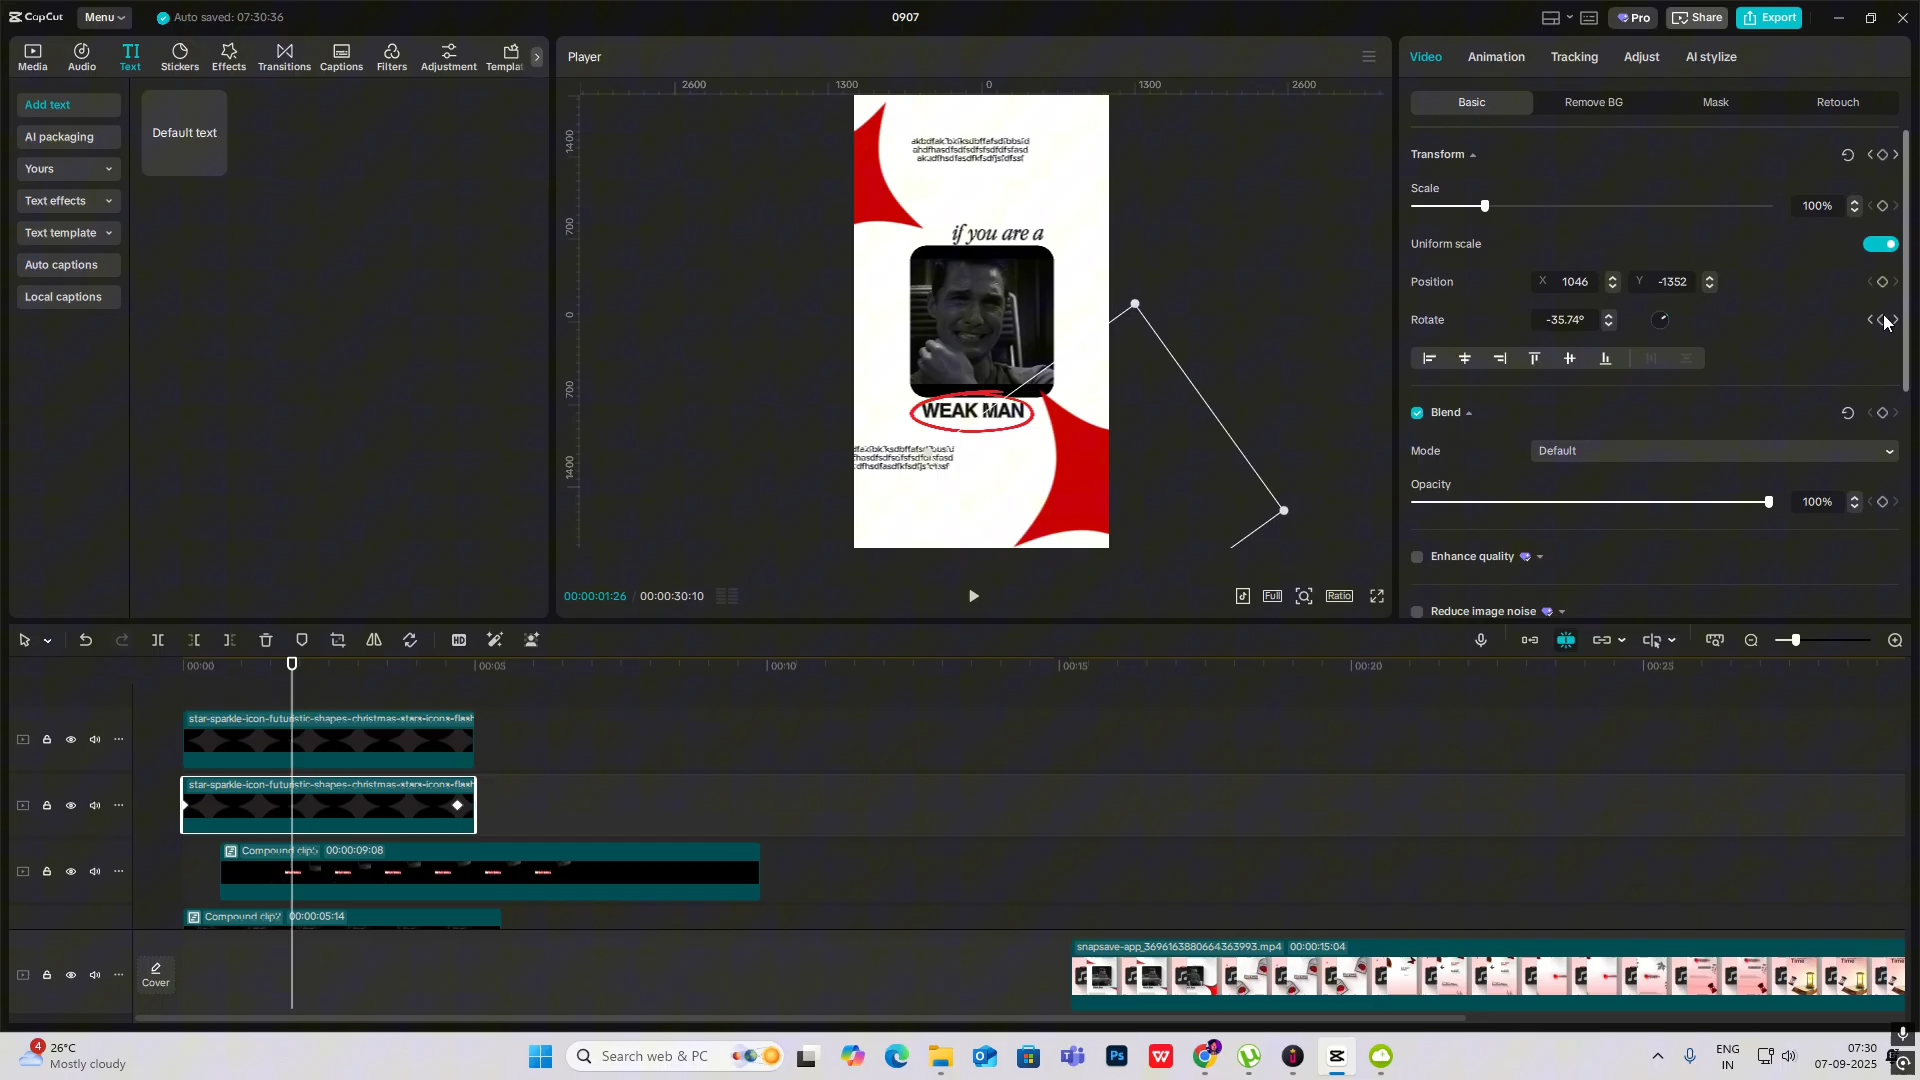 CapCut Menu Auto saved: 07:30:36 0907 Pro Share Export
Media Audio Text Stickers Effects Transitions Captions Filters Adjustment Templat
Player
Video Animation Tracking Adjust AI stylize
Add text
AI packaging
Yours
Text effects
Text template
Auto captions
Local captions
Default text
2600 1300 0 1300 2600
1400
700
0
700
1400
if you are a
WEAK MAN
00:00:01:26 / 00:00:30:10
Full Ratio
Basic Remove BG Mask Retouch
Transform
Scale
100%
Uniform scale
Position X 1046 Y -1352
Rotate -35.74°
Blend
Mode Default
Opacity
100%
Enhance quality
Reduce image noise
00:00 00:05 00:10 00:15 00:20 00:25
star-sparkle-icon-futuristic-shapes-christmas-stars-icons-flash
star-sparkle-icon-futuristic-shapes-christmas-stars-icons-flash
00:00:09:08
Compound clip2 00:00:05:14
snapsave-app_3696163880664363993.mp4 00:00:15:04
Cover
4
26°C
Mostly cloudy
Search web & PC
ENG
IN
07:30
07-09-2025